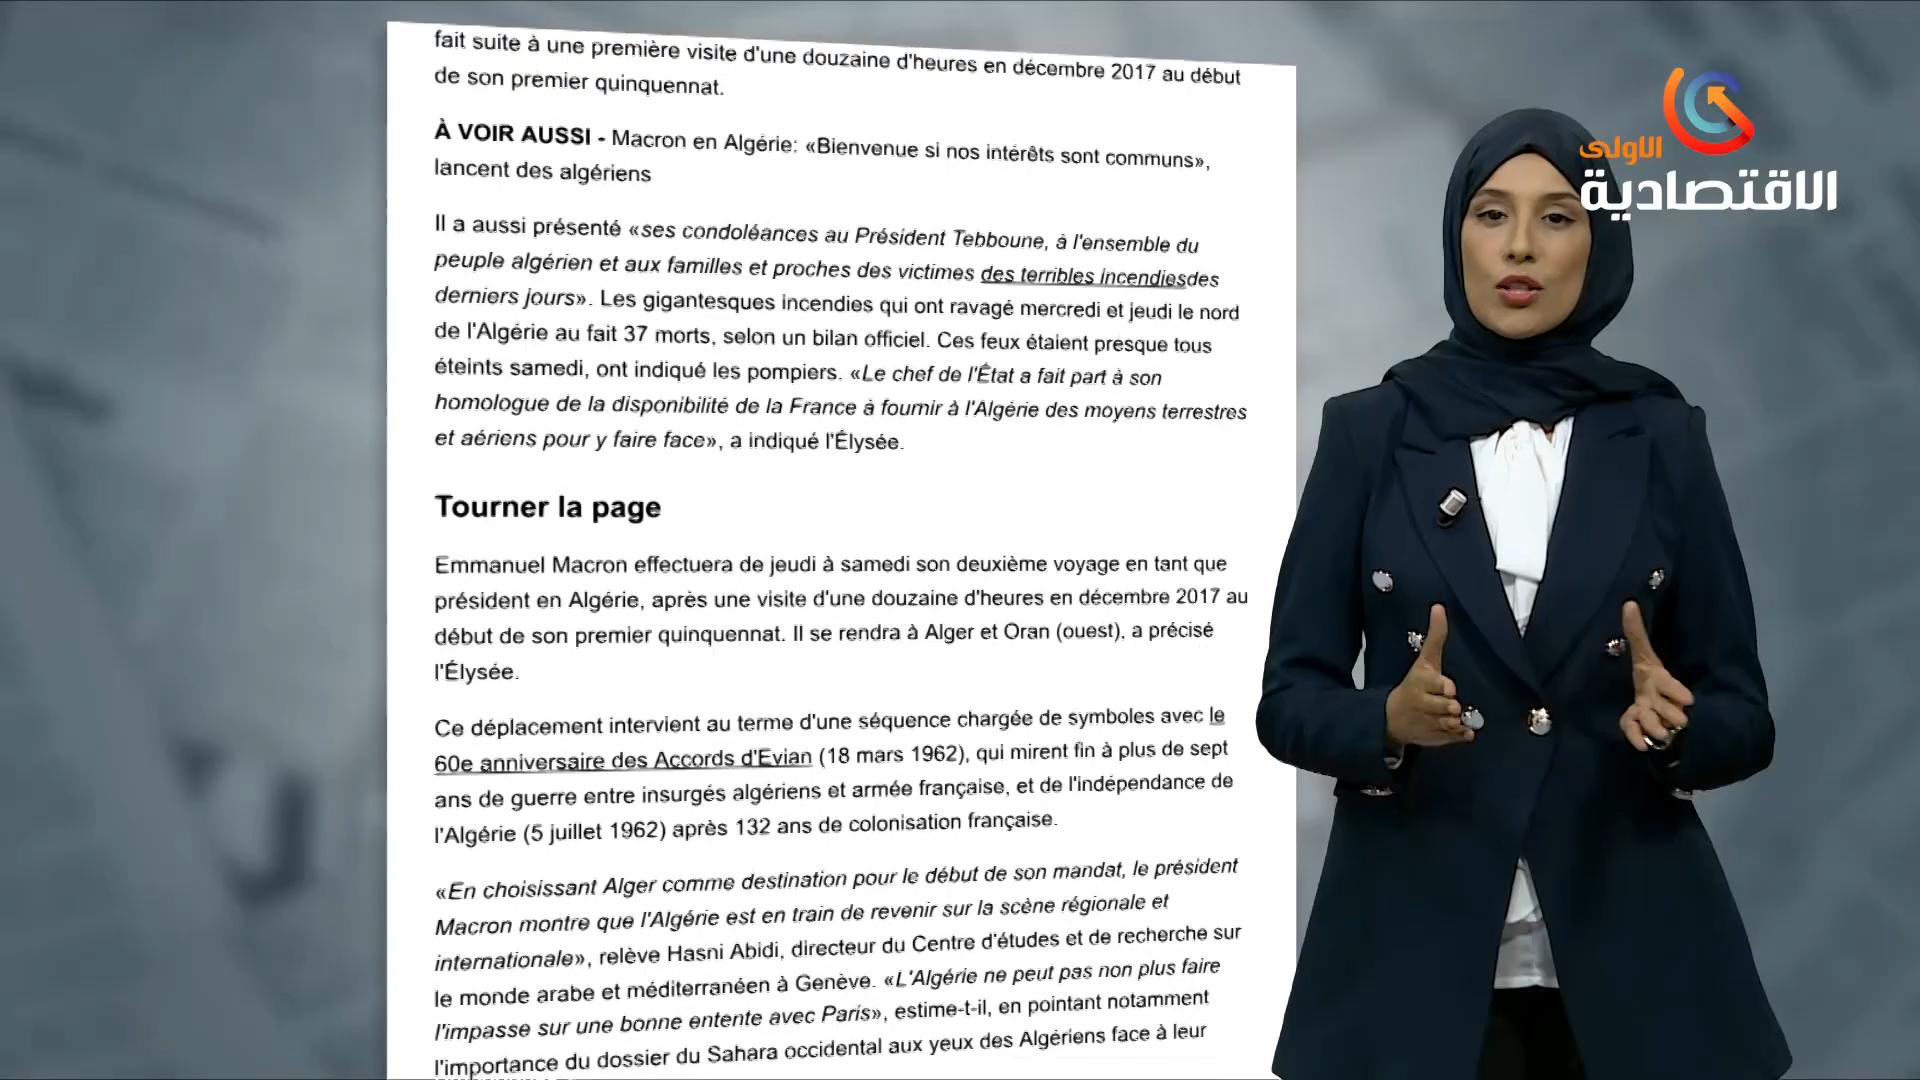 fait suite à une première visite d'une douzaine d'heures en décembre 2017 au début
de son premier quinquennat.
À VOIR AUSSI - Macron en Algérie: «Bienvenue si nos intérêts sont communs»,
lancent des algériens
Il a aussi présenté «ses condoléances au Président Tebboune, à l'ensemble du
peuple algérien et aux familles et proches des victimes des terribles incendiesdes
derniers jours». Les gigantesques incendies qui ont ravagé mercredi et jeudi le nord
de l'Algérie au fait 37 morts, selon un bilan officiel. Ces feux étaient presque tous
éteints samedi, ont indiqué les pompiers. «Le chef de l'État a fait part à son
homologue de la disponibilité de la France à fournir à l'Algérie des moyens terrestres
et aériens pour y faire face», a indiqué l'Élysée.
Tourner la page
Emmanuel Macron effectuera de jeudi à samedi son deuxième voyage en tant que
président en Algérie, après une visite d'une douzaine d'heures en décembre 2017 au
début de son premier quinquennat. Il se rendra à Alger et Oran (ouest), a précisé
l'Élysée.
Ce déplacement intervient au terme d'une séquence chargée de symboles avec le
60e anniversaire des Accords d'Evian (18 mars 1962), qui mirent fin à plus de sept
ans de guerre entre insurgés algériens et armée française, et de l'indépendance de
l'Algérie (5 juillet 1962) après 132 ans de colonisation française.
«En choisissant Alger comme destination pour le début de son mandat, le président
Macron montre que l'Algérie est en train de revenir sur la scène régionale et
internationale», relève Hasni Abidi, directeur du Centre d'études et de recherche sur
le monde arabe et méditerranéen à Genève. «L'Algérie ne peut pas non plus faire
l'impasse sur une bonne entente avec Paris», estime-t-il, en pointant notamment
l'importance du dossier du Sahara occidental aux yeux des Algériens face à leur
الاولى
الاقتصادية